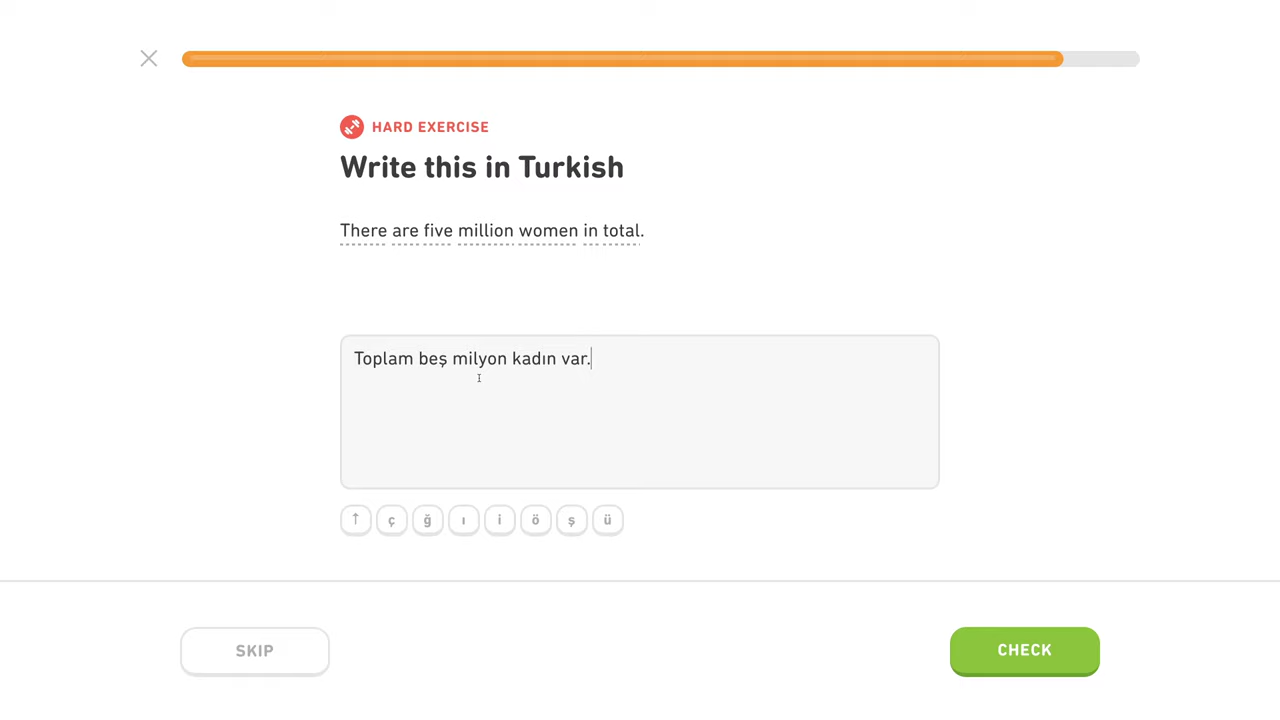 HARD EXERCISE
Write this in Turkish
There are five million women in total.
Toplam beş milyon kadın var.
↑ ç ğ ı i ö ş ü
SKIP
CHECK